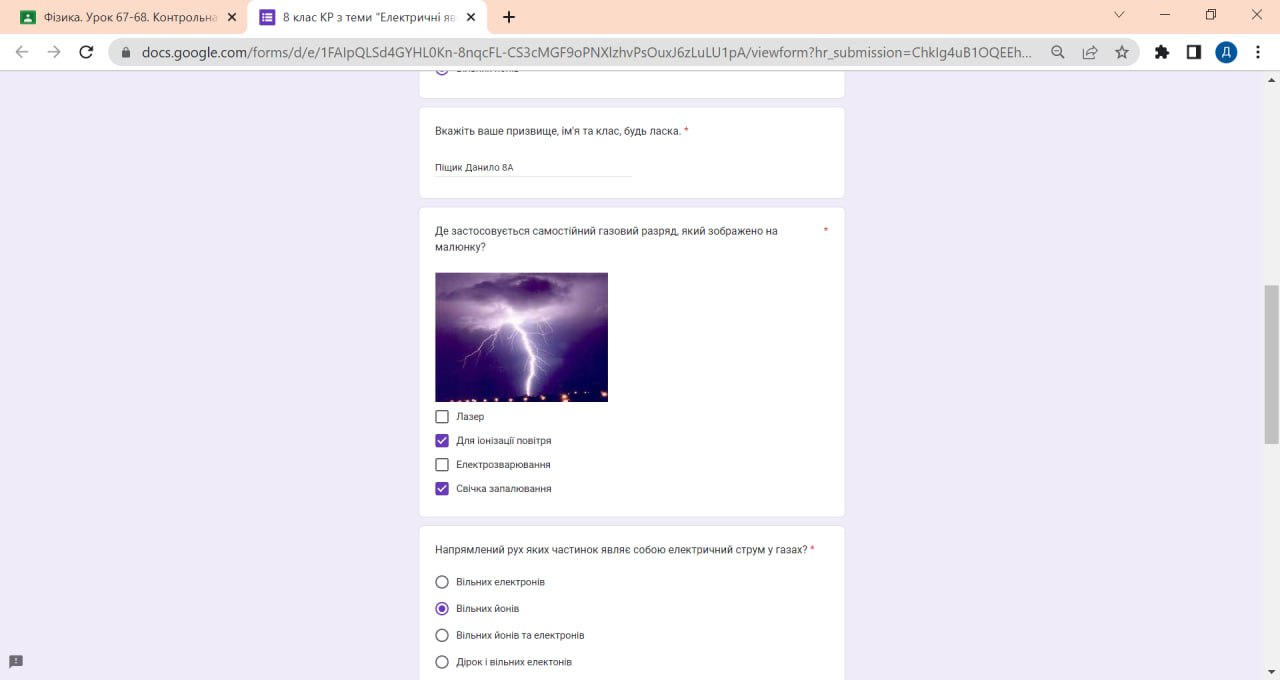 Фізика. Урок 67-68. Контрольна
8 клас КР з теми "Електричні яв
docs.google.com/forms/d/e/1FAIpQLSd4GYHL0Kn-8nqcFL-CS3cMGF9oPNXlzhvPsOuxJ6zLuLU1pA/viewform?hr_submission=ChkIg4uB1OQEEh...
Д
Вкажіть ваше призвище, ім'я та клас, будь ласка. *
Піщик Данило 8А
Де застосовується самостійний газовий разряд, який зображено на *
малюнку?
Лазер
Для іонізації повітря
Електрозварювання
Свічка запалювання
Напрямлений рух яких частинок являє собою електричний струм у газах? *
Вільних електронів
Вільних йонів
Вільних йонів та електронів
Дірок і вільних електонів